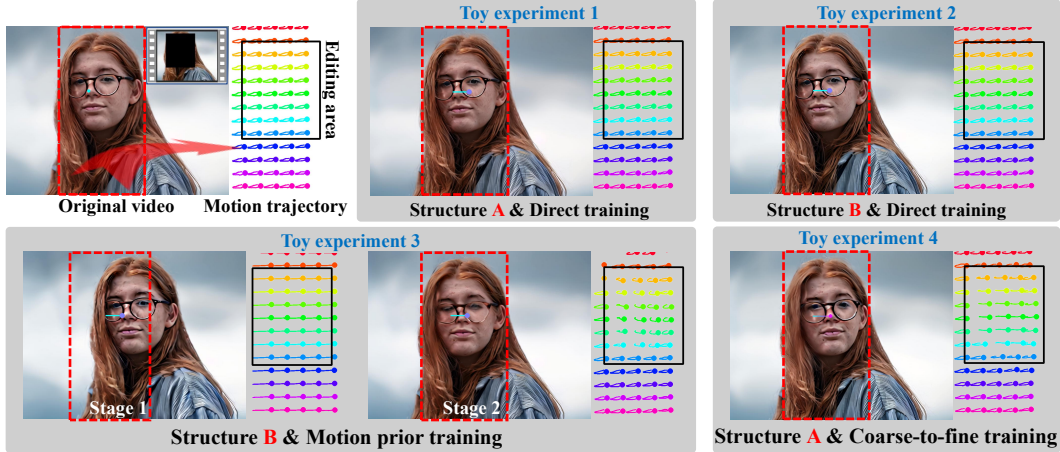 Toy experiment 1
Toy experiment 2
Editing area
Original video
Motion trajectory
Structure A & Direct training
Structure B & Direct training
Toy experiment 3
Toy experiment 4
Stage 1
Stage 2
Structure B & Motion prior training
Structure A & Coarse-to-fine training